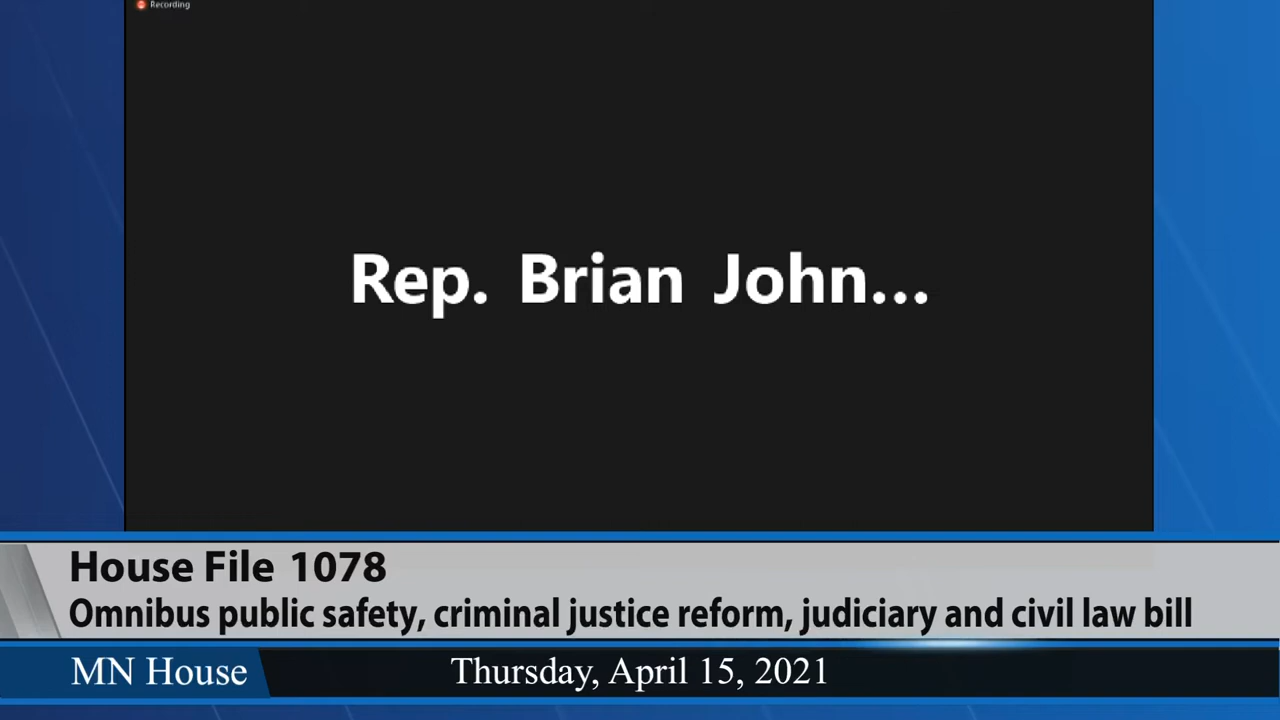 Recording
Rep. Brian John...
House File 1078
Omnibus public safety, criminal justice reform, judiciary and civil law bill
MN House
Thursday, April 15, 2021